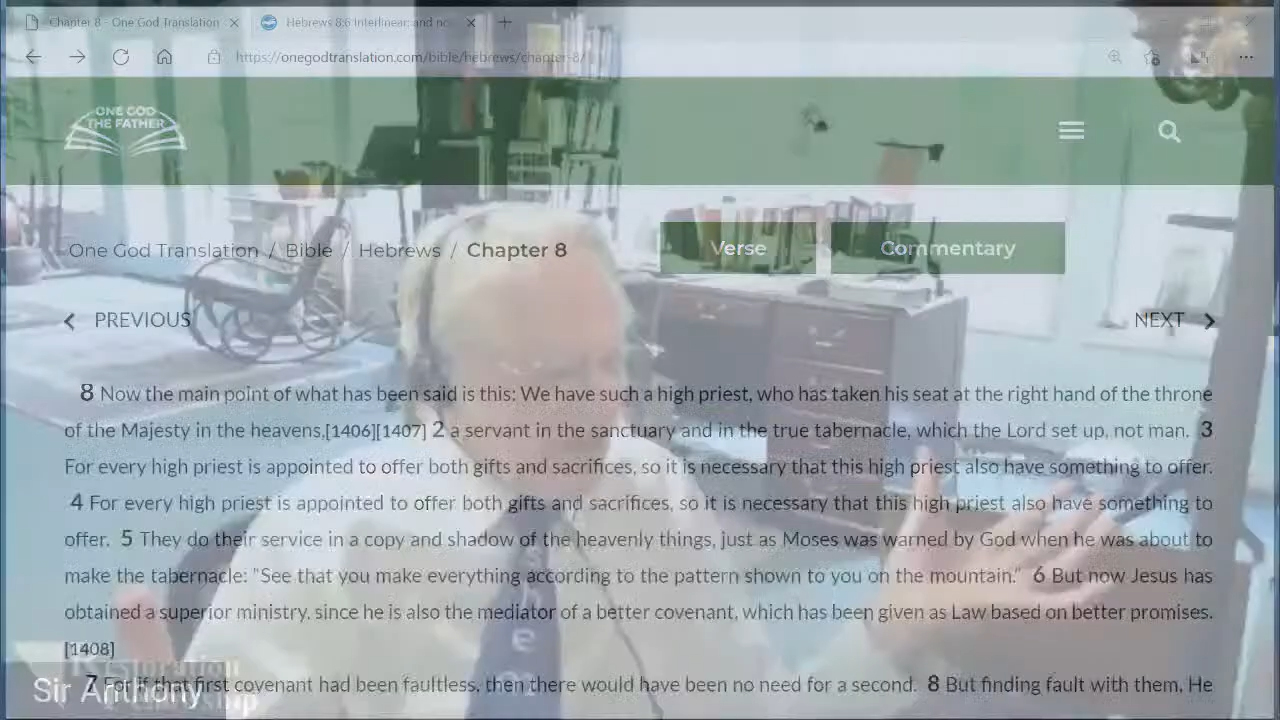 Chapter 8 - One God Translation
Hebrews 8:6 Interlinear: and no
https://onegodtranslation.com/bible/hebrews/chapter-8/
ONE GOD
THE FATHER
One God Translation / Bible / Hebrews / Chapter 8
Verse
Commentary
PREVIOUS
NEXT
8 Now the main point of what has been said is this: We have such a high priest, who has taken his seat at the right hand of the throne
of the Majesty in the heavens,[1406][1407] 2 a servant in the sanctuary and in the true tabernacle, which the Lord set up, not man. 3
For every high priest is appointed to offer both gifts and sacrifices, so it is necessary that this high priest also have something to offer.
4 For every high priest is appointed to offer both gifts and sacrifices, so it is necessary that this high priest also have something to
offer. 5 They do their service in a copy and shadow of the heavenly things, just as Moses was warned by God when he was about to
make the tabernacle: "See that you make everything according to the pattern shown to you on the mountain." 6 But now Jesus has
obtained a superior ministry, since he is also the mediator of a better covenant, which has been given as Law based on better promises.
[1408]
7 For if that first covenant had been faultless, then there would have been no need for a second. 8 But finding fault with them, He
Restoration
Sir Anthony